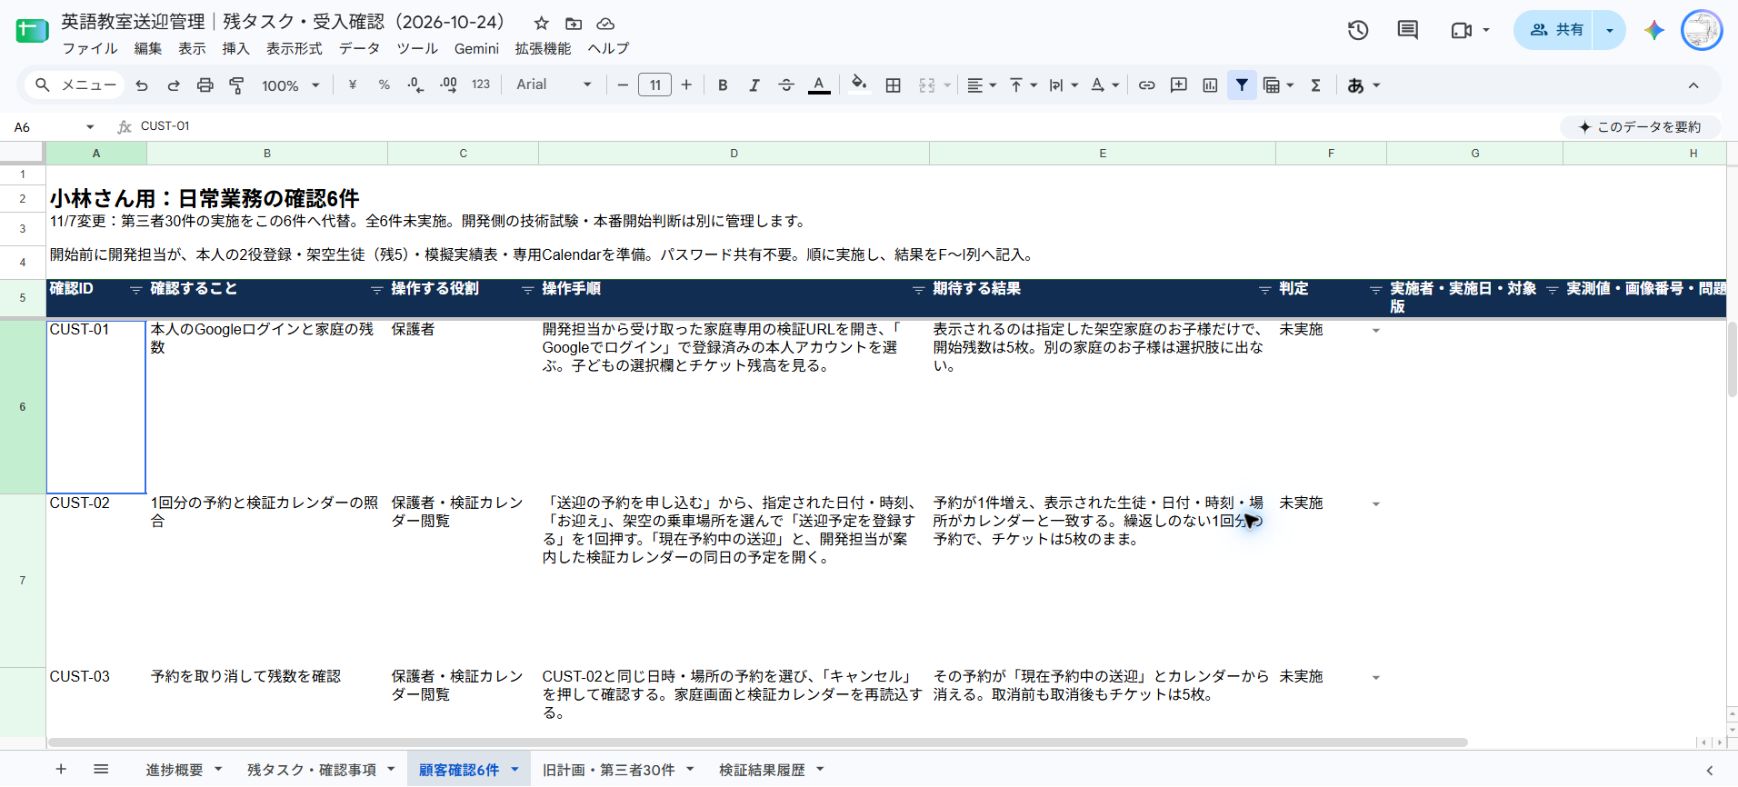 英語教室送迎管理｜残タスク・受入確認（2026-10-24）
ファイル 編集 表示 挿入 表示形式 データ ツール Gemini 拡張機能 ヘルプ
共有
メニュー 100% ¥ % .0 .00 123 Arial 11 B I A あ
A6 fx CUST-01
このデータを要約
A B C D E F G H
1
2 小林さん用：日常業務の確認6件
3 11/7変更：第三者30件の実施をこの6件へ代替。全6件未実施。開発側の技術試験・本番開始判断は別に管理します。
4 開始前に開発担当が、本人の2役登録・架空生徒（残5）・模擬実績表・専用Calendarを準備。パスワード共有不要。順に実施し、結果をF〜I列へ記入。
5
確認ID
確認すること
操作する役割
操作手順
期待する結果
判定
実施者・実施日・対象
版
実測値・画像番号・問題
6
CUST-01
本人のGoogleログインと家庭の残
数
保護者
開発担当から受け取った家庭専用の検証URLを開き、「
Googleでログイン」で登録済みの本人アカウントを選
ぶ。子どもの選択欄とチケット残高を見る。
表示されるのは指定した架空家庭のお子様だけで、
開始残数は5枚。別の家庭のお子様は選択肢に出な
い。
未実施
7
CUST-02
1回分の予約と検証カレンダーの照
合
保護者・検証カレン
ダー閲覧
「送迎の予約を申し込む」から、指定された日付・時刻、
「お迎え」、架空の乗車場所を選んで「送迎予定を登録す
る」を1回押す。「現在予約中の送迎」と、開発担当が案
内した検証カレンダーの同日の予定を開く。
予約が1件増え、表示された生徒・日付・時刻・場
所がカレンダーと一致する。繰返しのない1回分の
予約で、チケットは5枚のまま。
未実施
CUST-03
予約を取り消して残数を確認
保護者・検証カレン
ダー閲覧
CUST-02と同じ日時・場所の予約を選び、「キャンセル」
を押して確認する。家庭画面と検証カレンダーを再読込す
る。
その予約が「現在予約中の送迎」とカレンダーから
消える。取消前も取消後もチケットは5枚。
未実施
進捗概要 残タスク・確認事項 顧客確認6件 旧計画・第三者30件 検証結果履歴